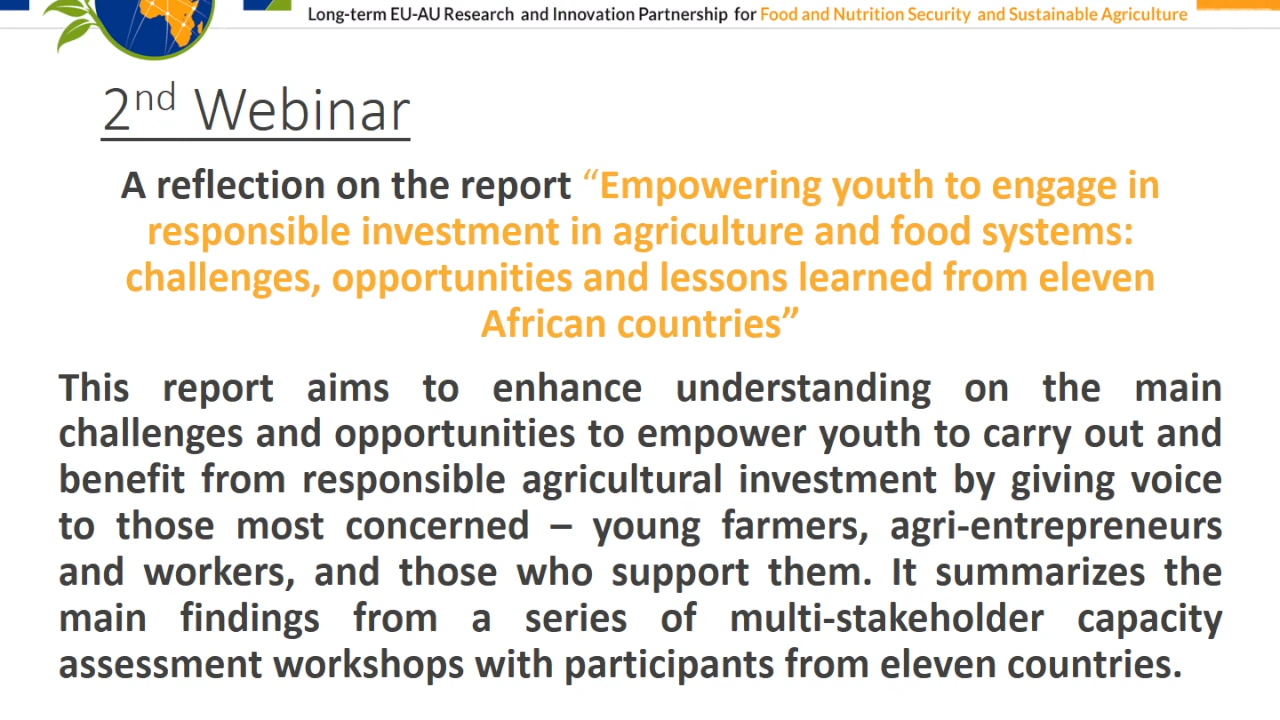 Long-term EU-AU Research and Innovation Partnership for Food and Nutrition Security and Sustainable Agriculture
2nd Webinar
A reflection on the report “Empowering youth to engage in
responsible investment in agriculture and food systems:
challenges, opportunities and lessons learned from eleven
African countries”
This report aims to enhance understanding on the main
challenges and opportunities to empower youth to carry out and
benefit from responsible agricultural investment by giving voice
to those most concerned – young farmers, agri-entrepreneurs
and workers, and those who support them. It summarizes the
main findings from a series of multi-stakeholder capacity
assessment workshops with participants from eleven countries.